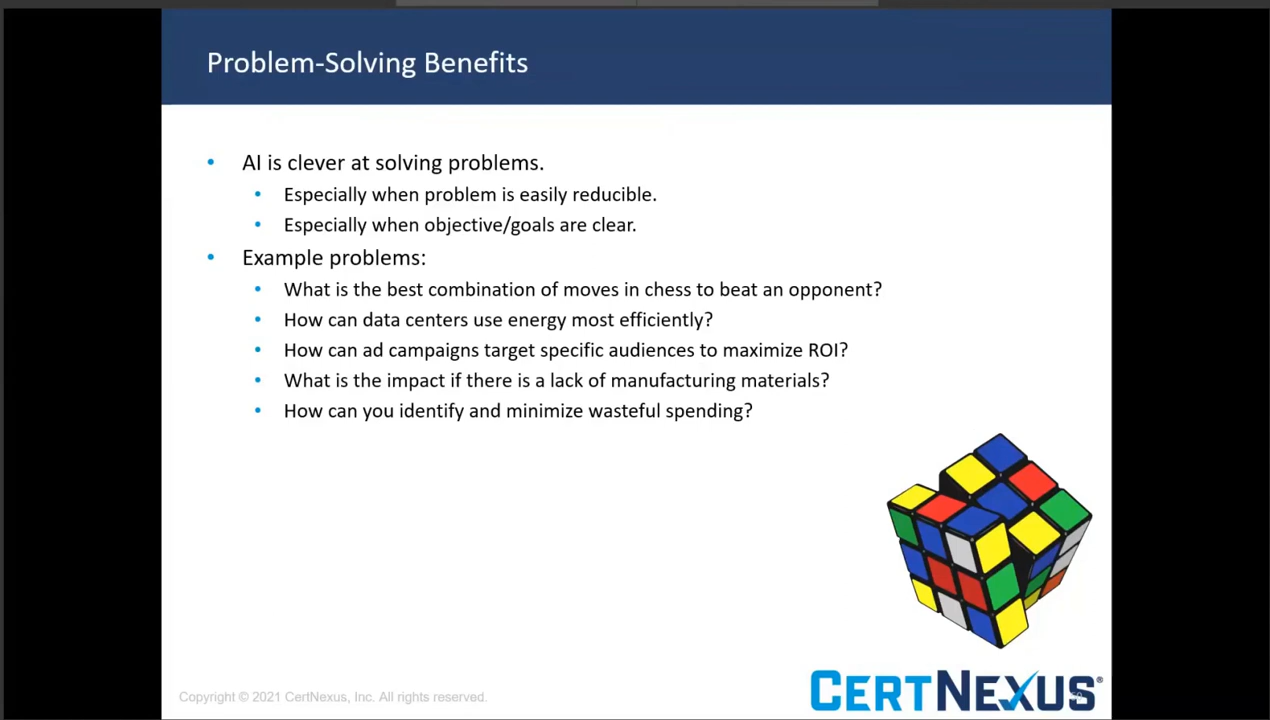 Problem-Solving Benefits
• AI is clever at solving problems.
• Especially when problem is easily reducible.
• Especially when objective/goals are clear.
• Example problems:
• What is the best combination of moves in chess to beat an opponent?
• How can data centers use energy most efficiently?
• How can ad campaigns target specific audiences to maximize ROI?
• What is the impact if there is a lack of manufacturing materials?
• How can you identify and minimize wasteful spending?
Copyright © 2021 CertNexus, Inc. All rights reserved.
CERTNEXUS®